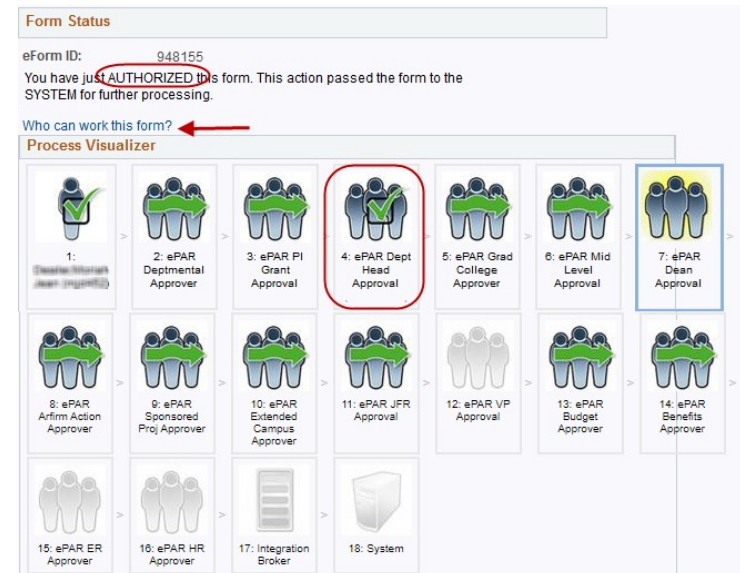 Form Status
eForm ID: 948155
You have just AUTHORIZED this form. This action passed the form to the
SYSTEM for further processing.
Who can work this form?
Process Visualizer
1:
2: ePAR
Deptmental
Approver
3: ePAR PI
Grant
Approval
4: ePAR Dept
Head
Approval
5: ePAR Grad
College
Approver
6: ePAR Mid
Level
Approval
7: ePAR
Dean
Approval
8: ePAR
Arfirm Action
Approver
9: ePAR
Sponsored
Proj Approver
10: ePAR
Extended
Campus
Approver
11: ePAR JFR
Approval
12: ePAR VP
Approval
13: ePAR
Budget
Approver
14: ePAR
Benefits
Approver
15: ePAR ER
Approver
16: ePAR HR
Approver
17: Integration
Broker
18: System